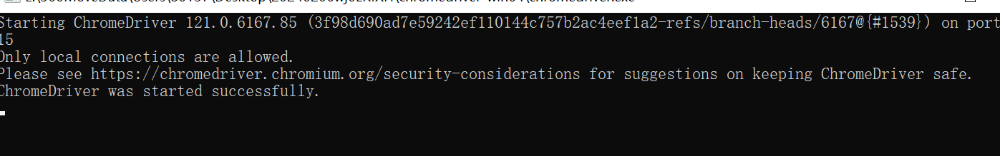 Starting ChromeDriver 121.0.6167.85 (3f98d690ad7e59242ef110144c757b2ac4eef1a2-refs/branch-heads/6167@{#1539}) on port
15
Only local connections are allowed.
Please see https://chromedriver.chromium.org/security-considerations for suggestions on keeping ChromeDriver safe.
ChromeDriver was started successfully.